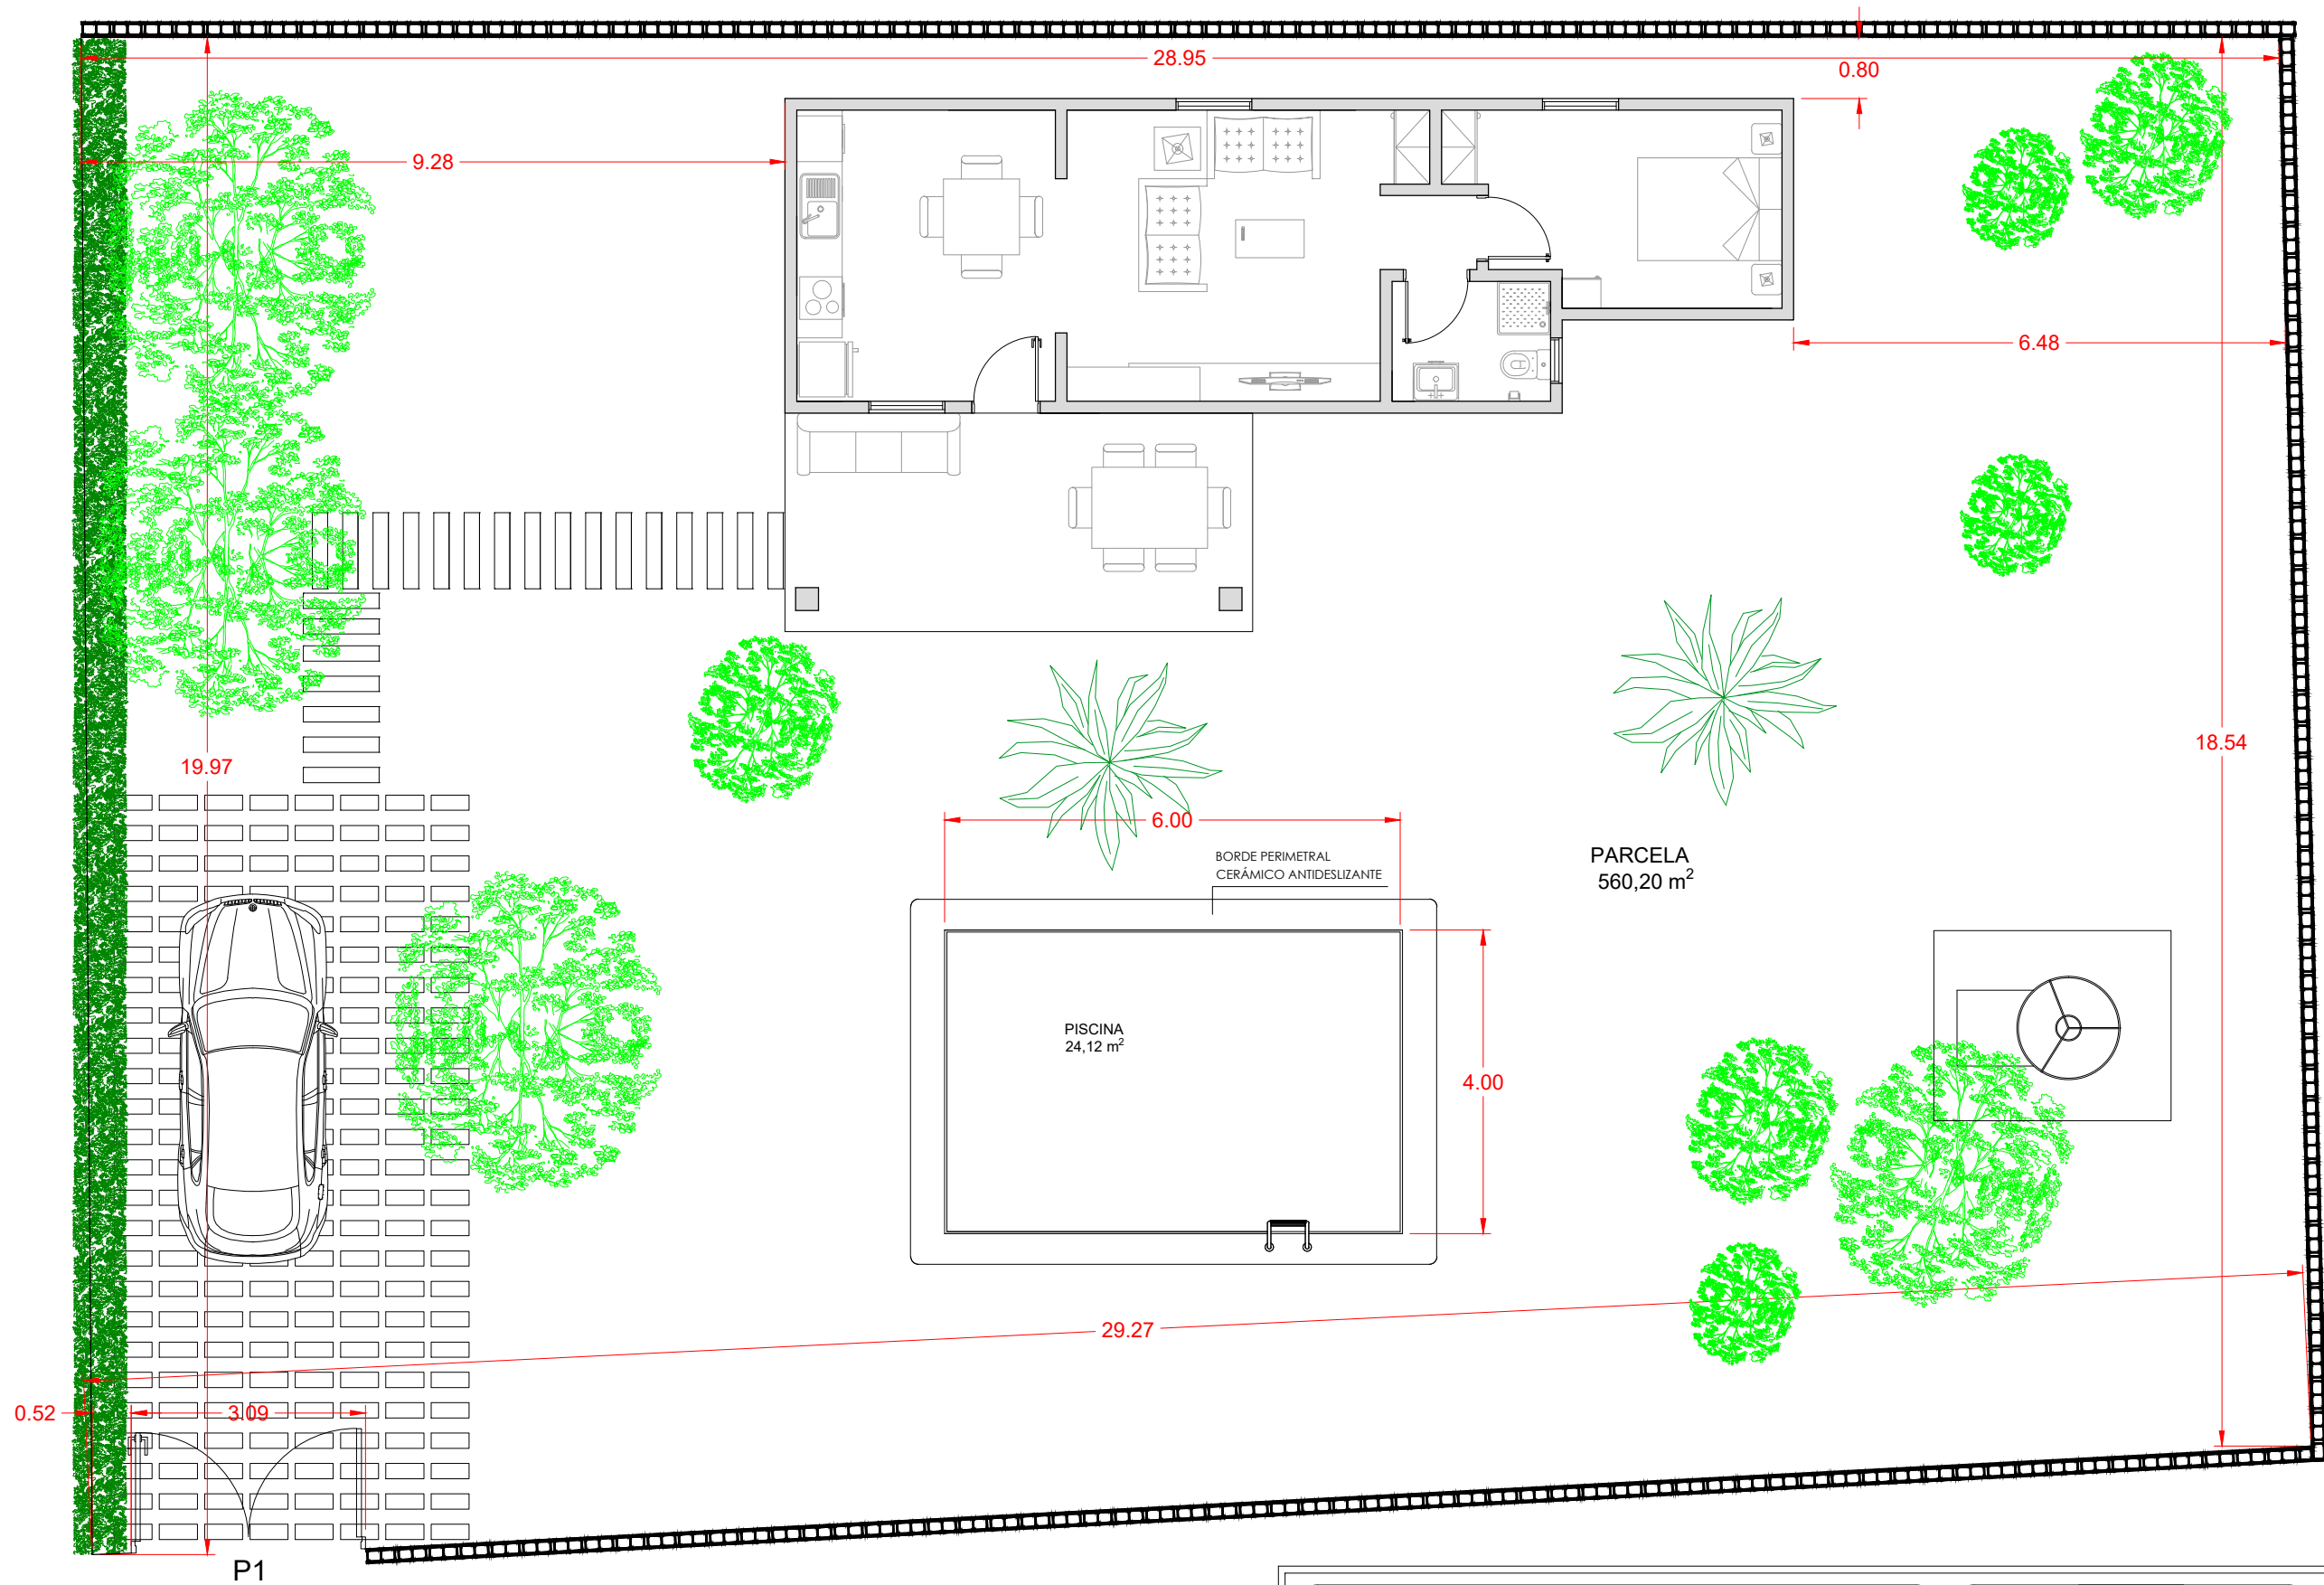 28.95
0.80
9.28
6.48
19.97
18.54
6.00
BORDE PERIMETRAL
CERÁMICO ANTIDESLIZANTE
PARCELA
560,20 m²
PISCINA
24,12 m²
4.00
29.27
0.52
3.09
P1